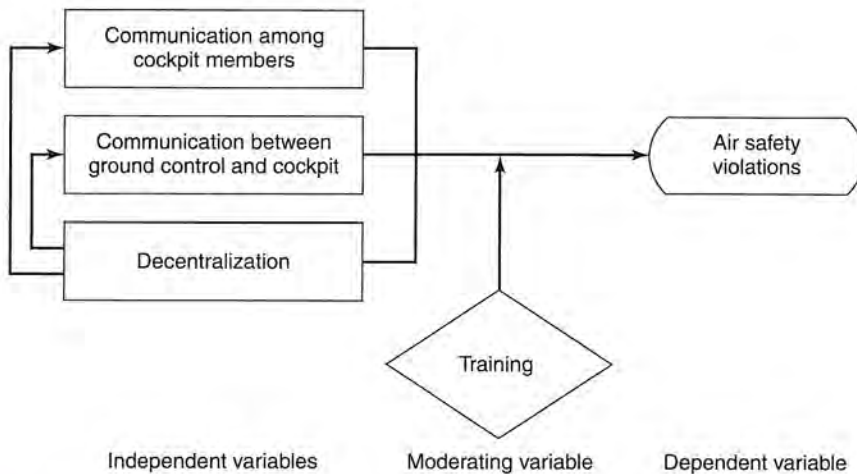 Communication among
cockpit members
Communication between
ground control and cockpit
Decentralization
Air safety
violations
Training
Independent variables
Moderating variable
Dependent variable